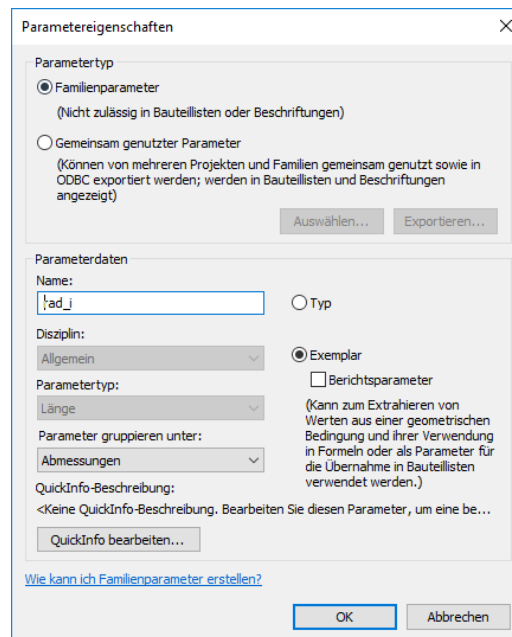 Parametereigenschaften
Parametertyp
Familienparameter
(Nicht zulässig in Bauteillisten oder Beschriftungen)
Gemeinsam genutzter Parameter
(Können von mehreren Projekten und Familien gemeinsam genutzt sowie in
ODBC exportiert werden; werden in Bauteillisten und Beschriftungen
angezeigt)
Auswählen... Exportieren...
Parameterdaten
Name:
rad_i
Typ
Disziplin:
Allgemein
Exemplar
Berichtsparameter
Parametertyp:
Länge
(Kann zum Extrahieren von
Werten aus einer geometrischen
Bedingung und ihrer Verwendung
in Formeln oder als Parameter für
die Übernahme in Bauteillisten
verwendet werden.)
Parameter gruppieren unter:
Abmessungen
QuickInfo-Beschreibung:
<Keine QuickInfo-Beschreibung. Bearbeiten Sie diesen Parameter, um eine be...
QuickInfo bearbeiten...
Wie kann ich Familienparameter erstellen?
OK Abbrechen